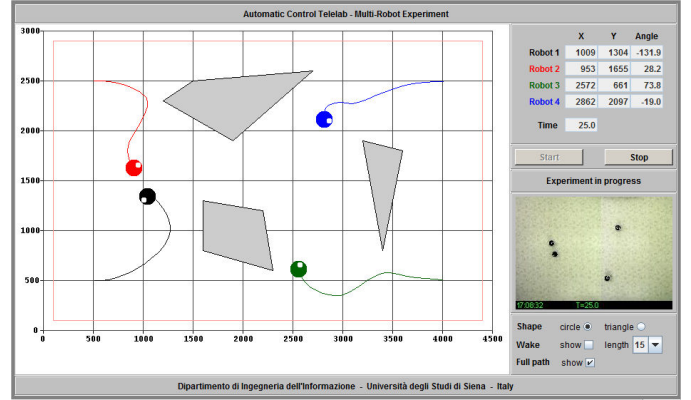 Automatic Control Telelab - Multi-Robot Experiment
X Y Angle
Robot 1 1009 1304 -131.9
Robot 2 953 1655 28.2
Robot 3 2572 661 73.8
Robot 4 2862 2097 -19.0
Time 25.0
Start Stop
Experiment in progress
17:08:32 T=25.0
Shape circle triangle
Wake show length 15
Full path show
3000
2500
2000
1500
1000
500
0
0 500 1000 1500 2000 2500 3000 3500 4000 4500
Dipartimento di Ingegneria dell'Informazione - Università degli Studi di Siena - Italy